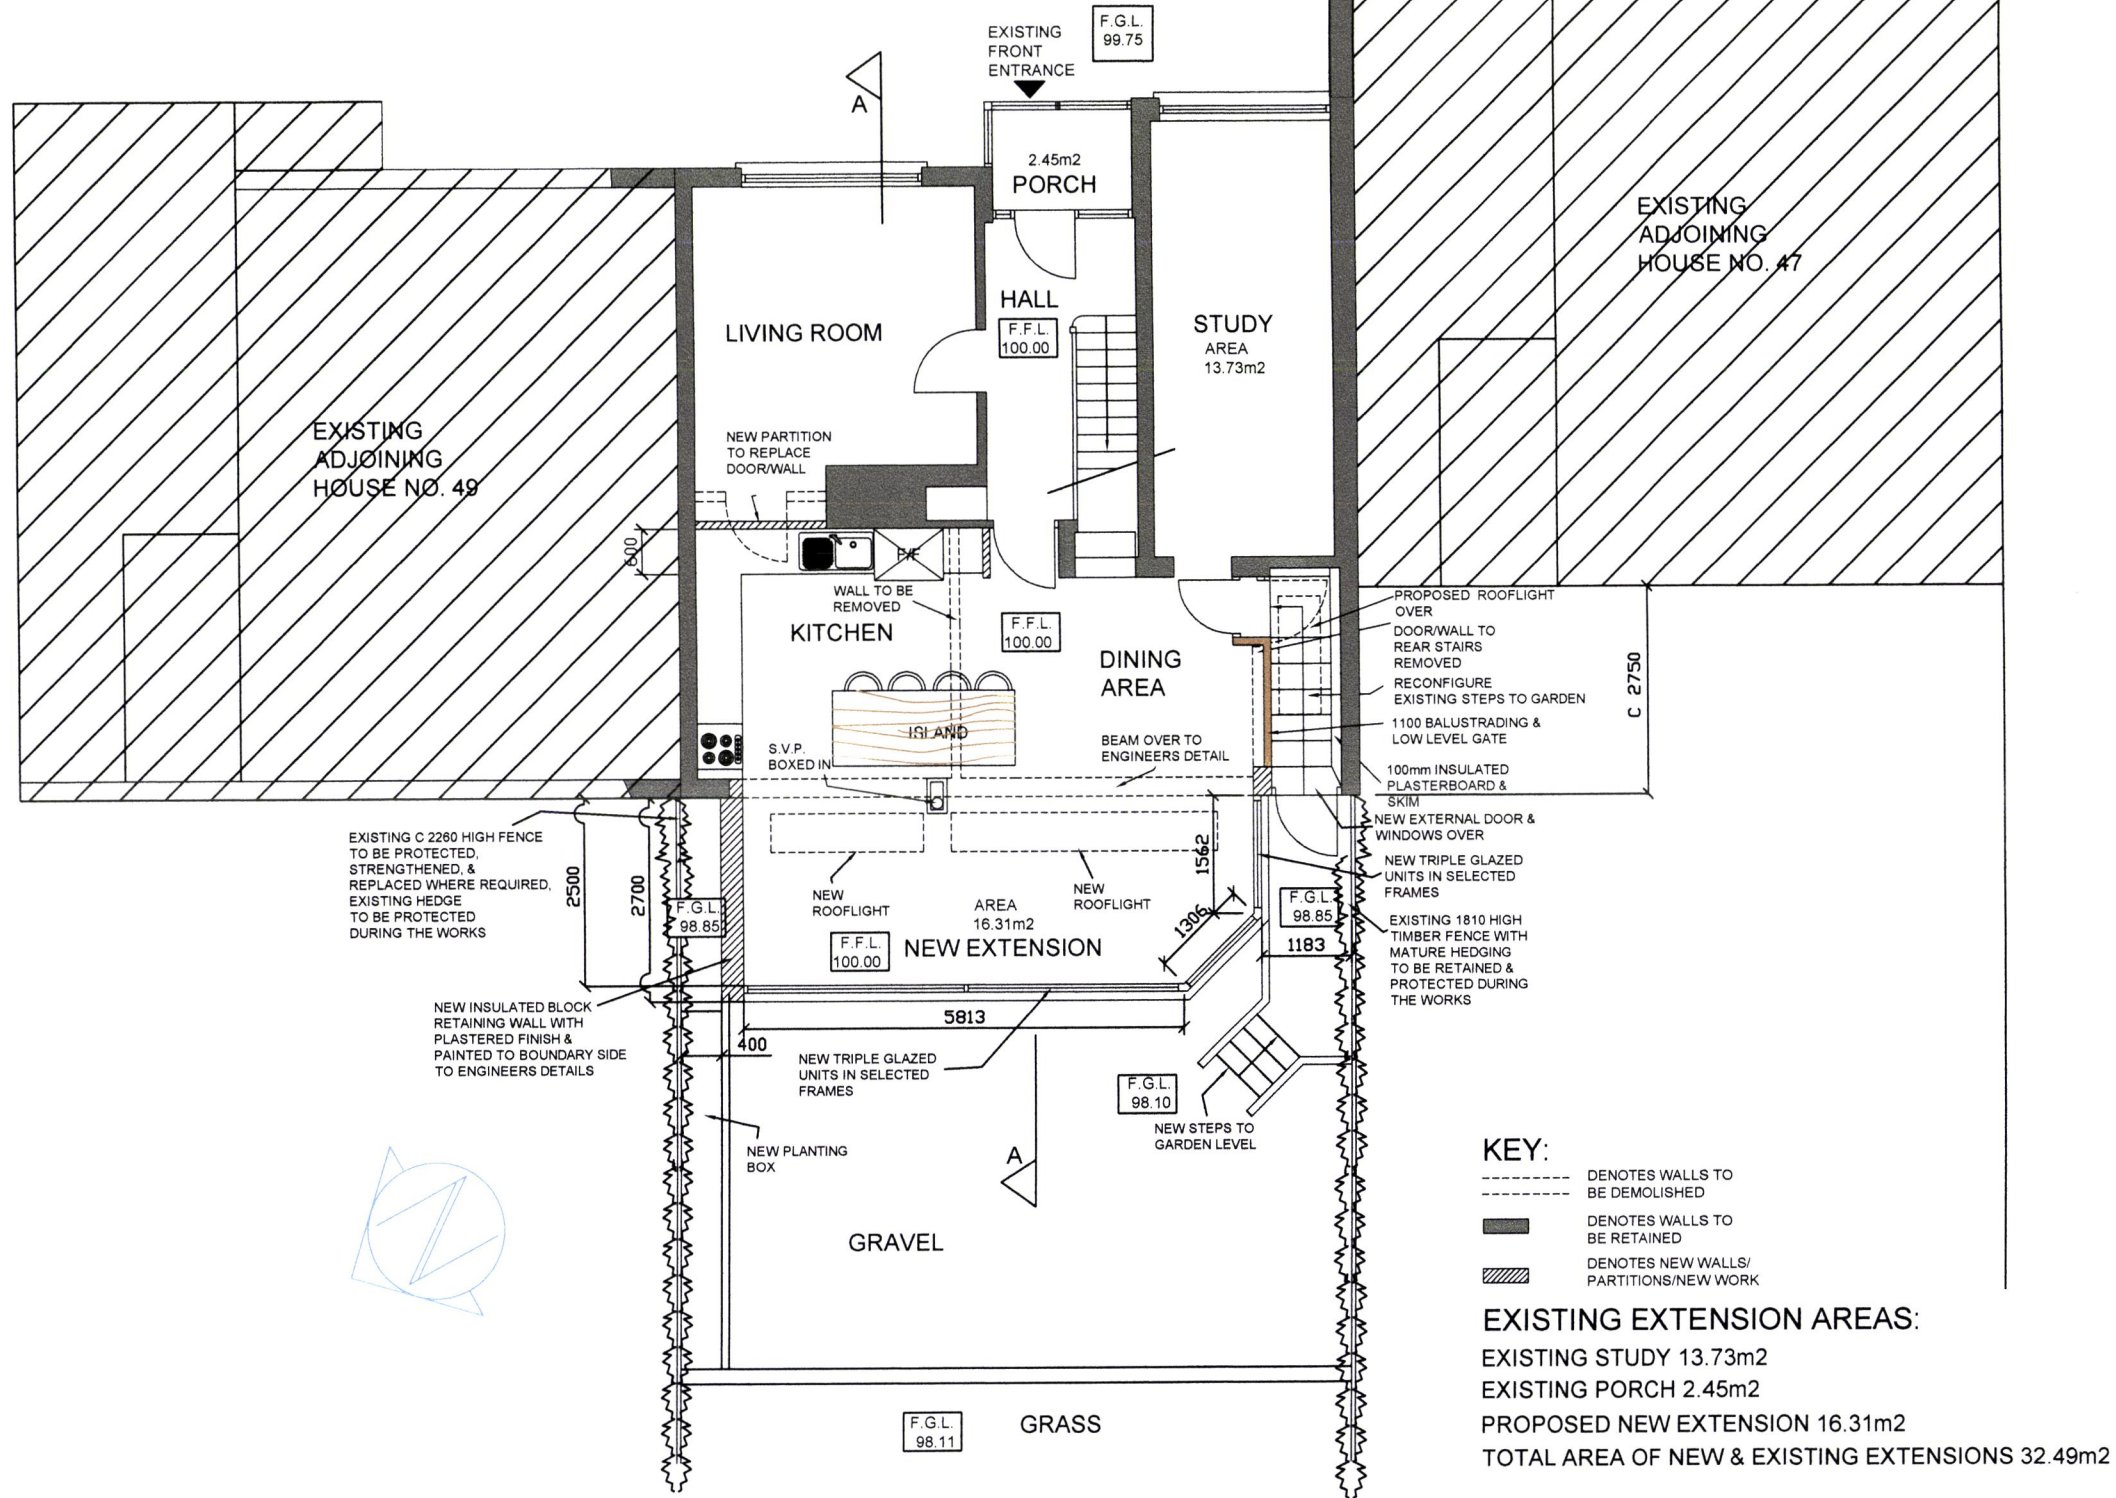 EXISTING
FRONT
ENTRANCE
F.G.L.
99.75
A
2.45m2
PORCH
EXISTING
ADJOINING
HOUSE NO. 47
HALL
F.F.L.
100.00
LIVING ROOM
STUDY
AREA
13.73m2
EXISTING
ADJOINING
HOUSE NO. 49
NEW PARTITION
TO REPLACE
DOOR/WALL
600
F/F
WALL TO BE
REMOVED
KITCHEN
F.F.L.
100.00
DINING
AREA
PROPOSED ROOFLIGHT
OVER
DOOR/WALL TO
REAR STAIRS
REMOVED
RECONFIGURE
EXISTING STEPS TO GARDEN
C 2750
1100 BALUSTRADING &
LOW LEVEL GATE
ISLAND
S.V.P.
BOXED IN
BEAM OVER TO
ENGINEERS DETAIL
100mm INSULATED
PLASTERBOARD &
SKIM
NEW EXTERNAL DOOR &
WINDOWS OVER
NEW TRIPLE GLAZED
UNITS IN SELECTED
FRAMES
EXISTING C 2260 HIGH FENCE
TO BE PROTECTED,
STRENGTHENED, &
REPLACED WHERE REQUIRED,
EXISTING HEDGE
TO BE PROTECTED
DURING THE WORKS
2500
2700
F.G.L.
98.85
NEW
ROOFLIGHT
NEW
ROOFLIGHT
1562
1306
AREA
16.31m2
F.F.L.
100.00
NEW EXTENSION
F.G.L.
98.85
1183
EXISTING 1810 HIGH
TIMBER FENCE WITH
MATURE HEDGING
TO BE RETAINED &
PROTECTED DURING
THE WORKS
NEW INSULATED BLOCK
RETAINING WALL WITH
PLASTERED FINISH &
PAINTED TO BOUNDARY SIDE
TO ENGINEERS DETAILS
5813
400
NEW TRIPLE GLAZED
UNITS IN SELECTED
FRAMES
F.G.L.
98.10
NEW STEPS TO
GARDEN LEVEL
NEW PLANTING
BOX
A
GRAVEL
F.G.L.
98.11
GRASS
KEY:
DENOTES WALLS TO
BE DEMOLISHED
DENOTES WALLS TO
BE RETAINED
DENOTES NEW WALLS/
PARTITIONS/NEW WORK
EXISTING EXTENSION AREAS:
EXISTING STUDY 13.73m2
EXISTING PORCH 2.45m2
PROPOSED NEW EXTENSION 16.31m2
TOTAL AREA OF NEW & EXISTING EXTENSIONS 32.49m2